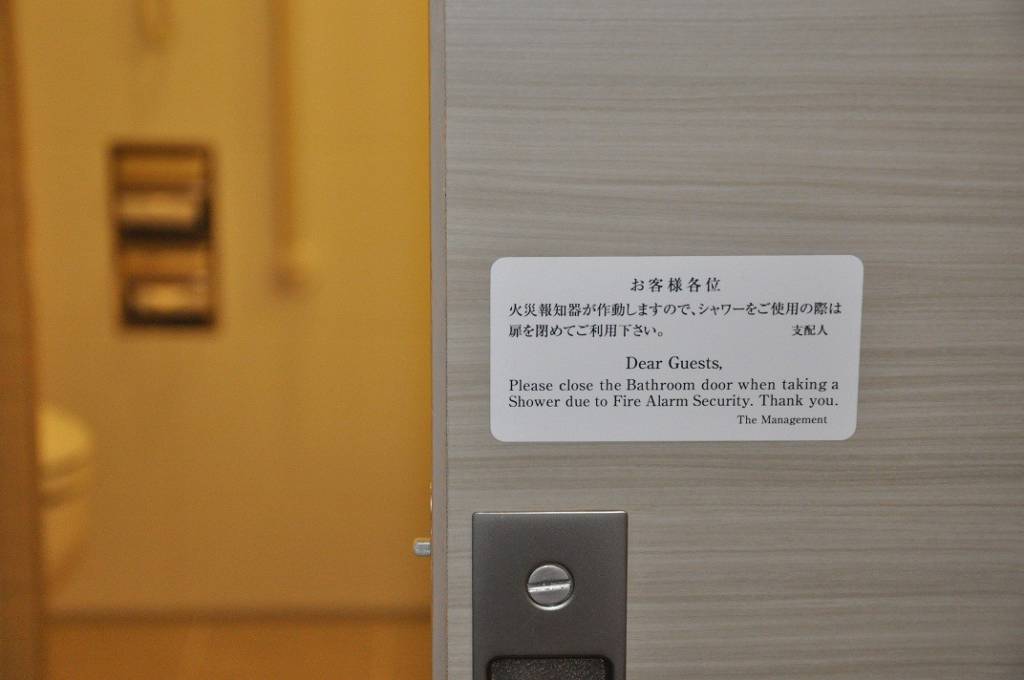 お客様各位
火災報知器が作動しますので、シャワーをご使用の際は
扉を閉めてご利用下さい。 支配人
Dear Guests,
Please close the Bathroom door when taking a
Shower due to Fire Alarm Security. Thank you.
The Management